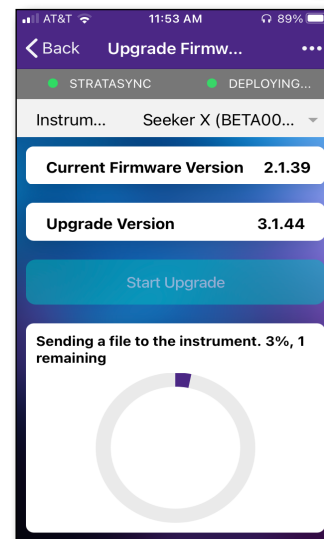 AT&T 11:53 AM 89%
Back Upgrade Firmw...
STRATASYNC DEPLOYING...
Instrum... Seeker X (BETA00...
Current Firmware Version 2.1.39
Upgrade Version 3.1.44
Start Upgrade
Sending a file to the instrument. 3%, 1
remaining